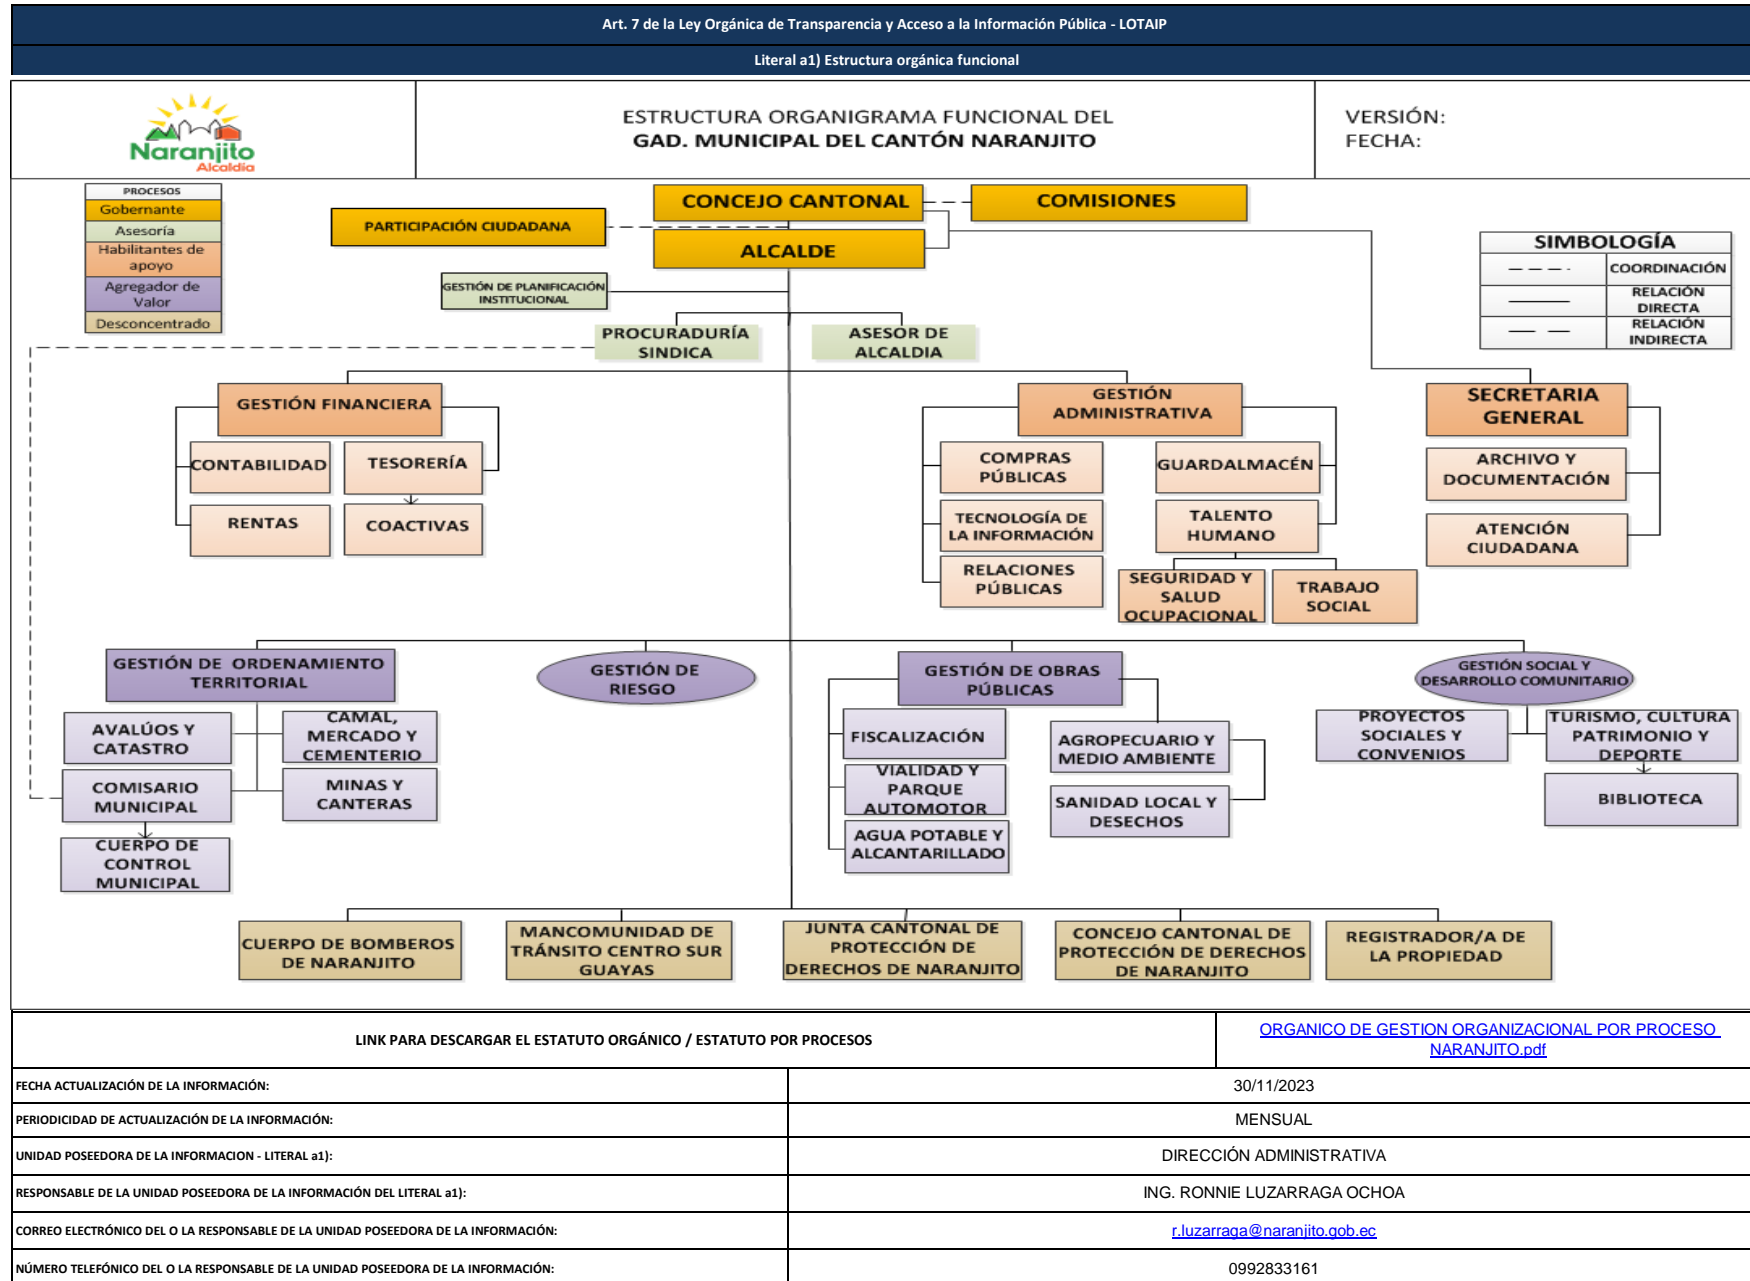 Art. 7 de la Ley Orgánica de Transparencia y Acceso a la Información Pública - LOTAIP
Literal a1) Estructura orgánica funcional
Naranjito
Alcaldía
ESTRUCTURA ORGANIGRAMA FUNCIONAL DEL
GAD. MUNICIPAL DEL CANTÓN NARANJITO
VERSIÓN:
FECHA:
PROCESOS
Gobernante
Asesoría
Habilitantes de
apoyo
Agregador de
Valor
Desconcentrado
CONCEJO CANTONAL
COMISIONES
PARTICIPACIÓN CIUDADANA
ALCALDE
SIMBOLOGÍA
COORDINACIÓN
RELACIÓN
DIRECTA
RELACIÓN
INDIRECTA
GESTIÓN DE PLANIFICACIÓN
INSTITUCIONAL
PROCURADURÍA
SINDICA
ASESOR DE
ALCALDIA
GESTIÓN FINANCIERA
CONTABILIDAD
TESORERÍA
RENTAS
COACTIVAS
GESTIÓN
ADMINISTRATIVA
COMPRAS
PÚBLICAS
GUARDALMACÉN
TECNOLOGÍA DE
LA INFORMACIÓN
TALENTO
HUMANO
RELACIONES
PÚBLICAS
SEGURIDAD Y
SALUD
OCUPACIONAL
TRABAJO
SOCIAL
SECRETARIA
GENERAL
ARCHIVO Y
DOCUMENTACIÓN
ATENCIÓN
CIUDADANA
GESTIÓN DE ORDENAMIENTO
TERRITORIAL
AVALÚOS Y
CATASTRO
CAMAL,
MERCADO Y
CEMENTERIO
COMISARIO
MUNICIPAL
MINAS Y
CANTERAS
CUERPO DE
CONTROL
MUNICIPAL
GESTIÓN DE
RIESGO
GESTIÓN DE OBRAS
PÚBLICAS
FISCALIZACIÓN
VIALIDAD Y
PARQUE
AUTOMOTOR
AGUA POTABLE Y
ALCANTARILLADO
AGROPECUARIO Y
MEDIO AMBIENTE
SANIDAD LOCAL Y
DESECHOS
GESTIÓN SOCIAL Y
DESARROLLO COMUNITARIO
PROYECTOS
SOCIALES Y
CONVENIOS
TURISMO, CULTURA
PATRIMONIO Y
DEPORTE
BIBLIOTECA
CUERPO DE BOMBEROS
DE NARANJITO
MANCOMUNIDAD DE
TRÁNSITO CENTRO SUR
GUAYAS
JUNTA CANTONAL DE
PROTECCIÓN DE
DERECHOS DE NARANJITO
CONCEJO CANTONAL DE
PROTECCIÓN DE DERECHOS
DE NARANJITO
REGISTRADOR/A DE
LA PROPIEDAD
LINK PARA DESCARGAR EL ESTATUTO ORGÁNICO / ESTATUTO POR PROCESOS
ORGANICO DE GESTION ORGANIZACIONAL POR PROCESO
NARANJITO.pdf
FECHA ACTUALIZACIÓN DE LA INFORMACIÓN:
30/11/2023
PERIODICIDAD DE ACTUALIZACIÓN DE LA INFORMACIÓN:
MENSUAL
UNIDAD POSEEDORA DE LA INFORMACION - LITERAL a1):
DIRECCIÓN ADMINISTRATIVA
RESPONSABLE DE LA UNIDAD POSEEDORA DE LA INFORMACIÓN DEL LITERAL a1):
ING. RONNIE LUZARRAGA OCHOA
CORREO ELECTRÓNICO DEL O LA RESPONSABLE DE LA UNIDAD POSEEDORA DE LA INFORMACIÓN:
r.luzarraga@naranjito.gob.ec
NÚMERO TELEFÓNICO DEL O LA RESPONSABLE DE LA UNIDAD POSEEDORA DE LA INFORMACIÓN:
0992833161